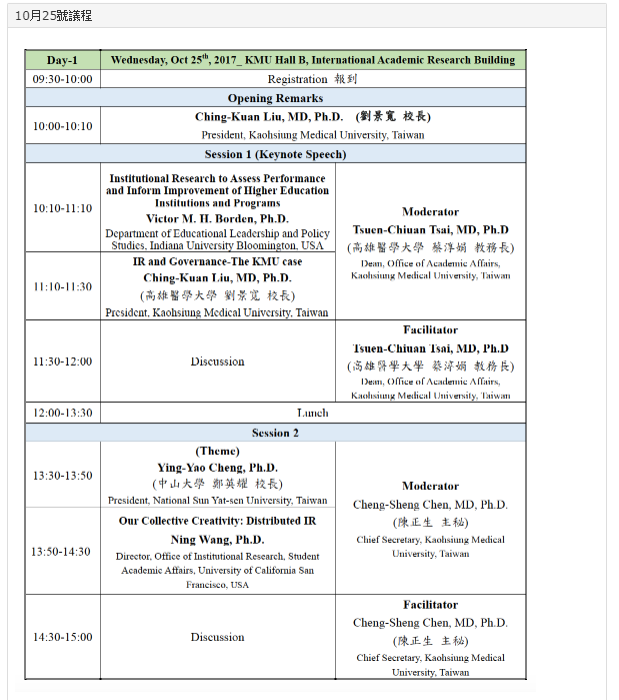 10月25號議程
Day-1
Wednesday, Oct 25th, 2017_ KMU Hall B, International Academic Research Building
09:30-10:00
Registration 報到
Opening Remarks
10:00-10:10
Ching-Kuan Liu, MD, Ph.D. (劉景寬 校長)
President, Kaohsiung Medical University, Taiwan
Session 1 (Keynote Speech)
10:10-11:10
Institutional Research to Assess Performance
and Inform Improvement of Higher Education
Institutions and Programs
Victor M. H. Borden, Ph.D.
Department of Educational Leadership and Policy
Studies, Indiana University Bloomington, USA
Moderator
Tsuen-Chiuan Tsai, MD, Ph.D
(高雄醫學大學 蔡淳娟 教務長)
Dean, Office of Academic Affairs,
Kaohsiung Medical University, Taiwan
11:10-11:30
IR and Governance-The KMU case
Ching-Kuan Liu, MD, Ph.D.
(高雄醫學大學 劉景寬 校長)
President, Kaohsiung Medical University, Taiwan
11:30-12:00
Discussion
Facilitator
Tsuen-Chiuan Tsai, MD, Ph.D
(高雄醫學大學 蔡淳娟 教務長)
Dean, Office of Academic Affairs,
Kaohsiung Medical University, Taiwan
12:00-13:30
Lunch
Session 2
13:30-13:50
(Theme)
Ying-Yao Cheng, Ph.D.
(中山大學 鄭英耀 校長)
President, National Sun Yat-sen University, Taiwan
Moderator
Cheng-Sheng Chen, MD, Ph.D.
(陳正生 主秘)
Chief Secretary, Kaohsiung Medical
University, Taiwan
13:50-14:30
Our Collective Creativity: Distributed IR
Ning Wang, Ph.D.
Director, Office of Institutional Research, Student
Academic Affairs, University of California San
Francisco, USA
14:30-15:00
Discussion
Facilitator
Cheng-Sheng Chen, MD, Ph.D.
(陳正生 主秘)
Chief Secretary, Kaohsiung Medical
University, Taiwan